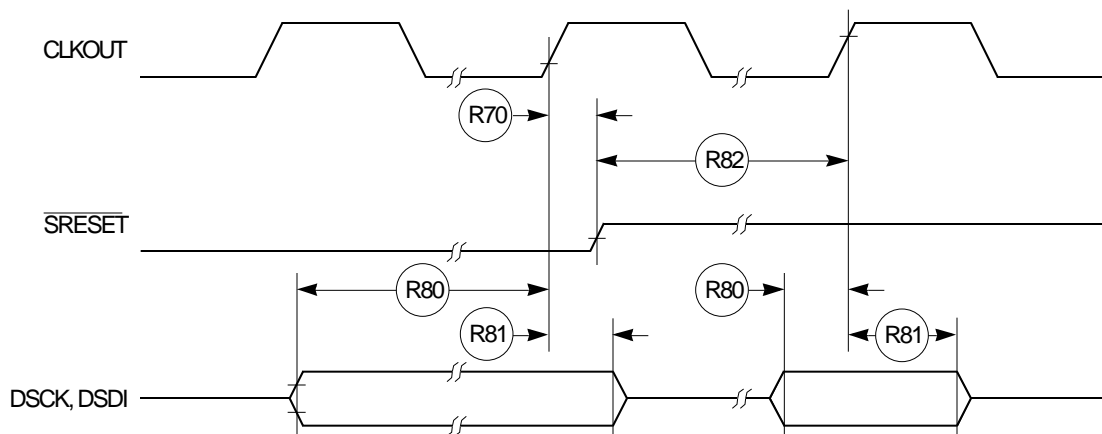 CLKOUT
R70
R82
SRESET
R80
R80
R81
R81
DSCK, DSDI